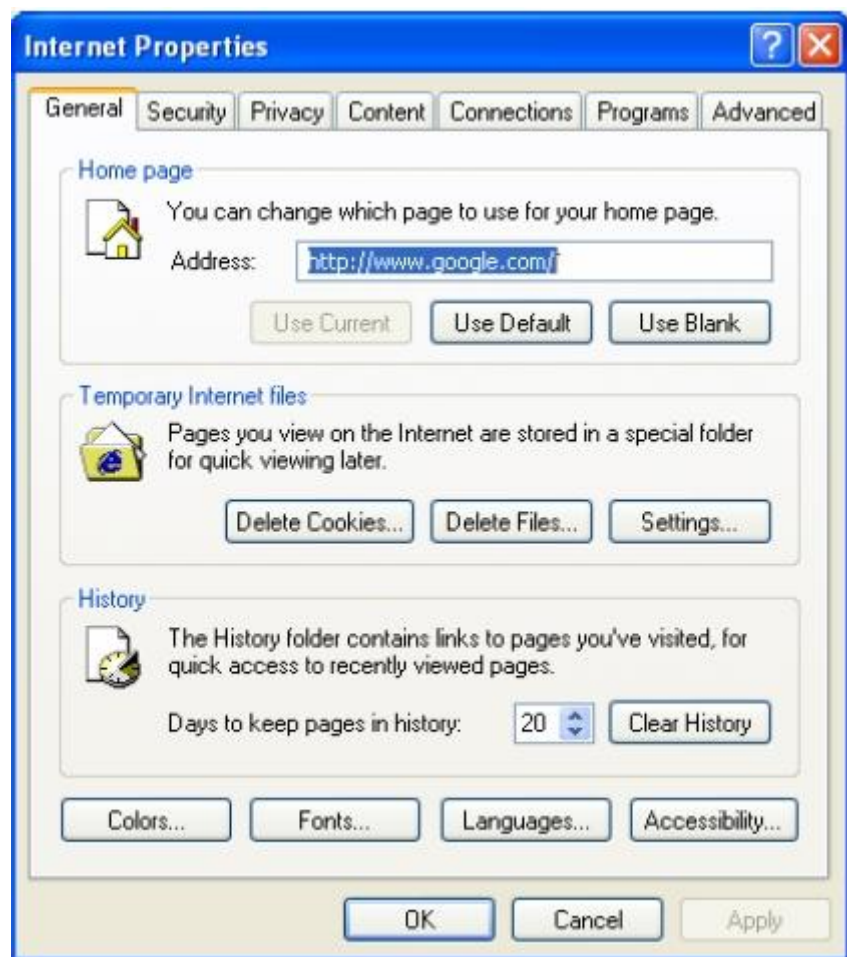 Internet Properties
General Security Privacy Content Connections Programs Advanced
Home page
You can change which page to use for your home page.
Address: http://www.google.com/
Use Current Use Default Use Blank
Temporary Internet files
Pages you view on the Internet are stored in a special folder
for quick viewing later.
Delete Cookies... Delete Files... Settings...
History
The History folder contains links to pages you've visited, for
quick access to recently viewed pages.
Days to keep pages in history: 20 Clear History
Colors... Fonts... Languages... Accessibility...
OK Cancel Apply